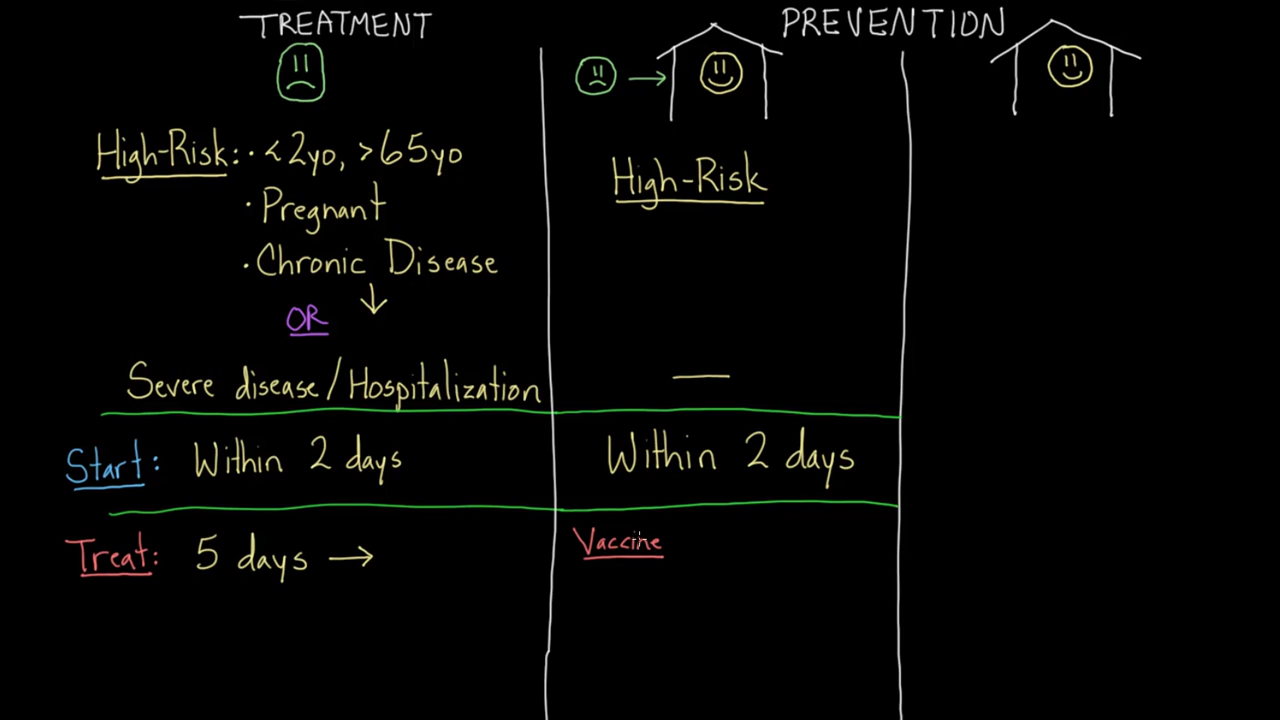 TREATMENT
PREVENTION
High-Risk: · <2yo, >65yo
· Pregnant
· Chronic Disease
OR
Severe disease/Hospitalization
High-Risk
Start: Within 2 days
Within 2 days
Treat: 5 days →
Vaccine